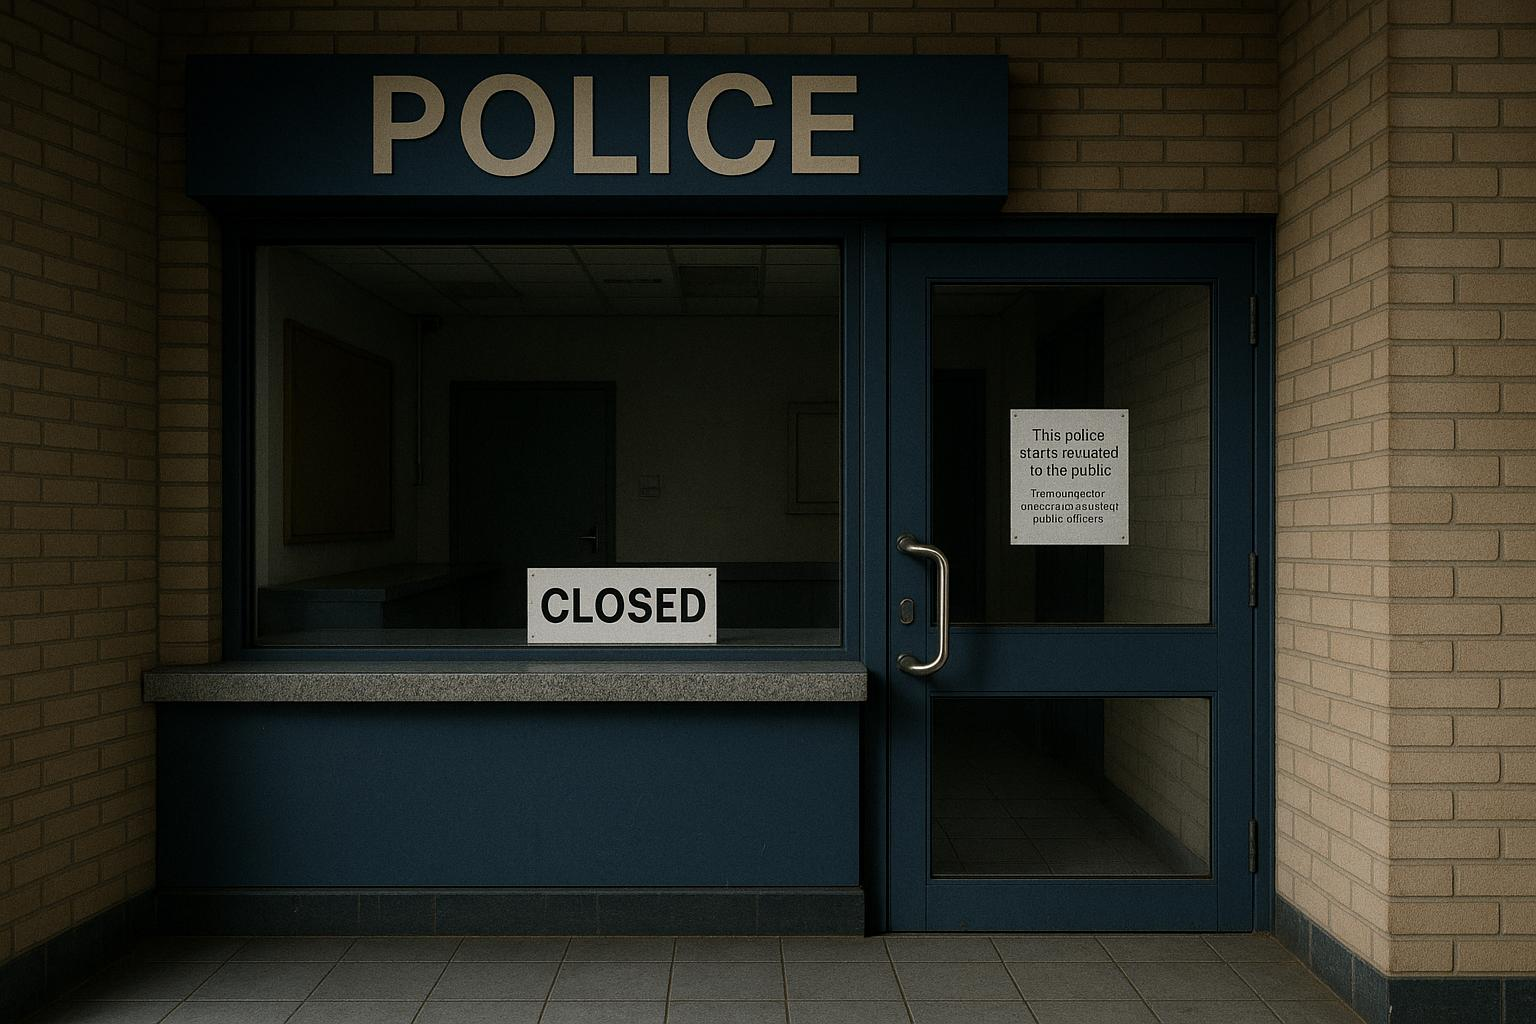 POLICE
CLOSED
This police
starts
to the public
public officers